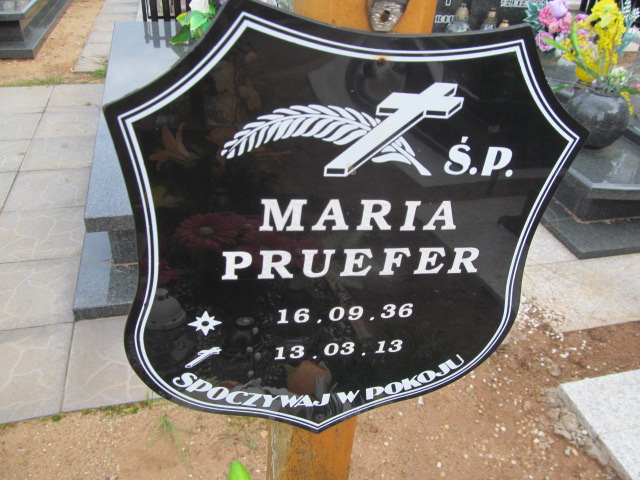 Ś.P.
MARIA
PRUEFER
16.09.36
13.03.13
SPOCZYWAJ W POKOJU